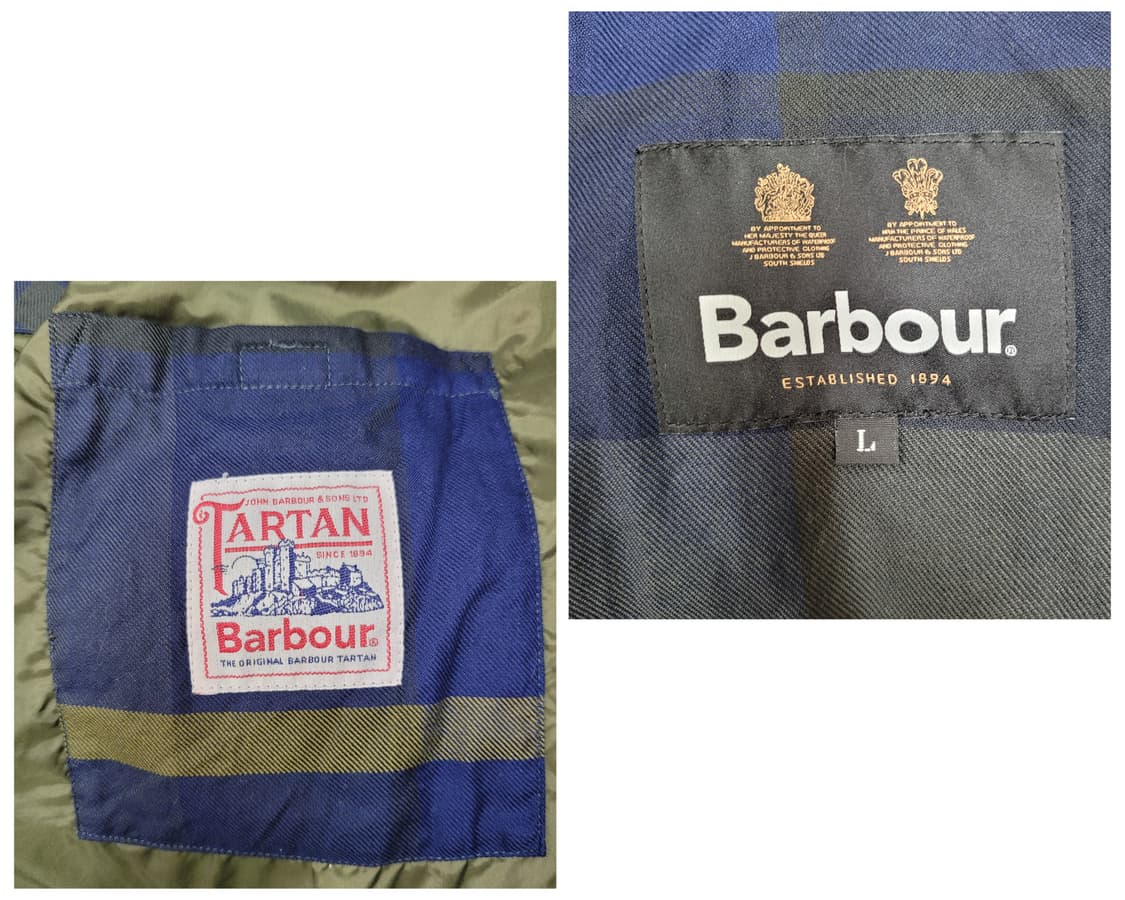 JOHN BARBOUR & SONS LTD
TARTAN
SINCE 1894
Barbour®
THE ORIGINAL BARBOUR TARTAN
BY APPOINTMENT TO
HER MAJESTY THE QUEEN
MANUFACTURERS OF WATERPROOF
AND PROTECTIVE CLOTHING
J BARBOUR & SONS LTD
SOUTH SHIELDS
BY APPOINTMENT TO
HRH THE PRINCE OF WALES
MANUFACTURERS OF WATERPROOF
AND PROTECTIVE CLOTHING
J BARBOUR & SONS LTD
SOUTH SHIELDS
Barbour®
ESTABLISHED 1894
L